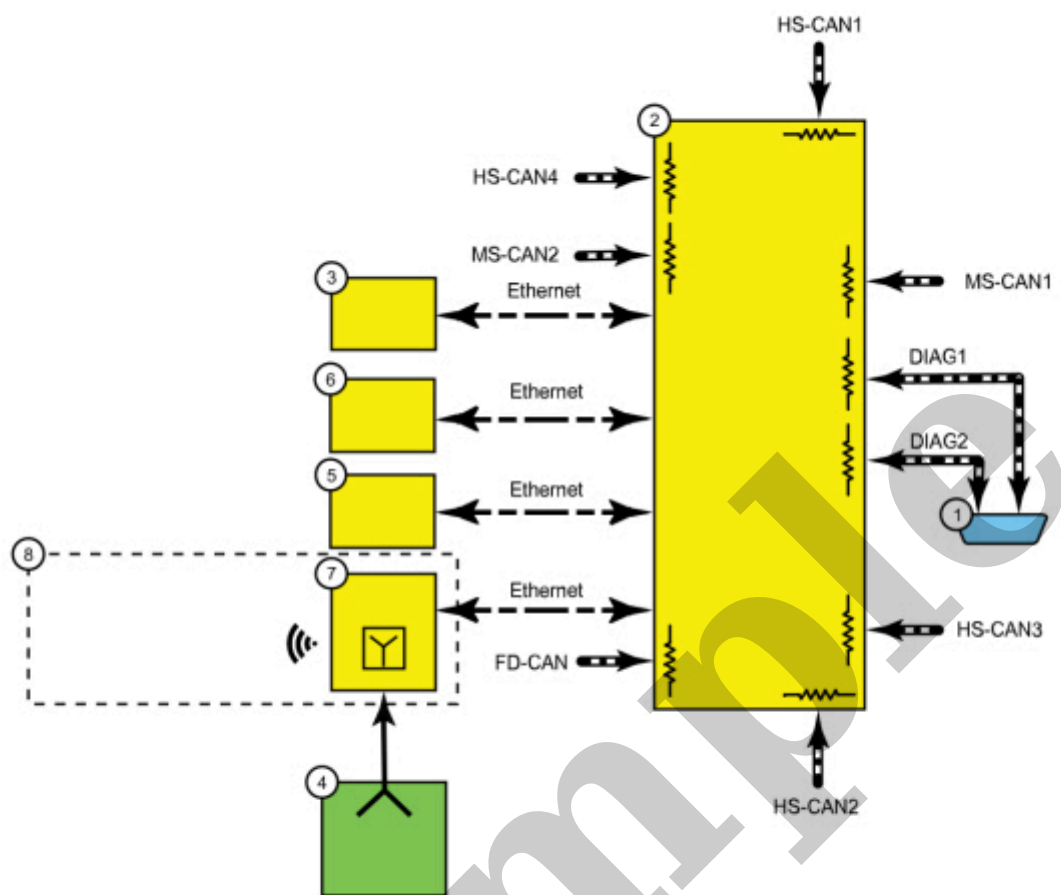 HS-CAN1
2
HS-CAN4
MS-CAN2
3
Ethernet
MS-CAN1
DIAG1
6
Ethernet
DIAG2
5
Ethernet
1
8
7
Ethernet
HS-CAN3
FD-CAN
4
HS-CAN2
mple